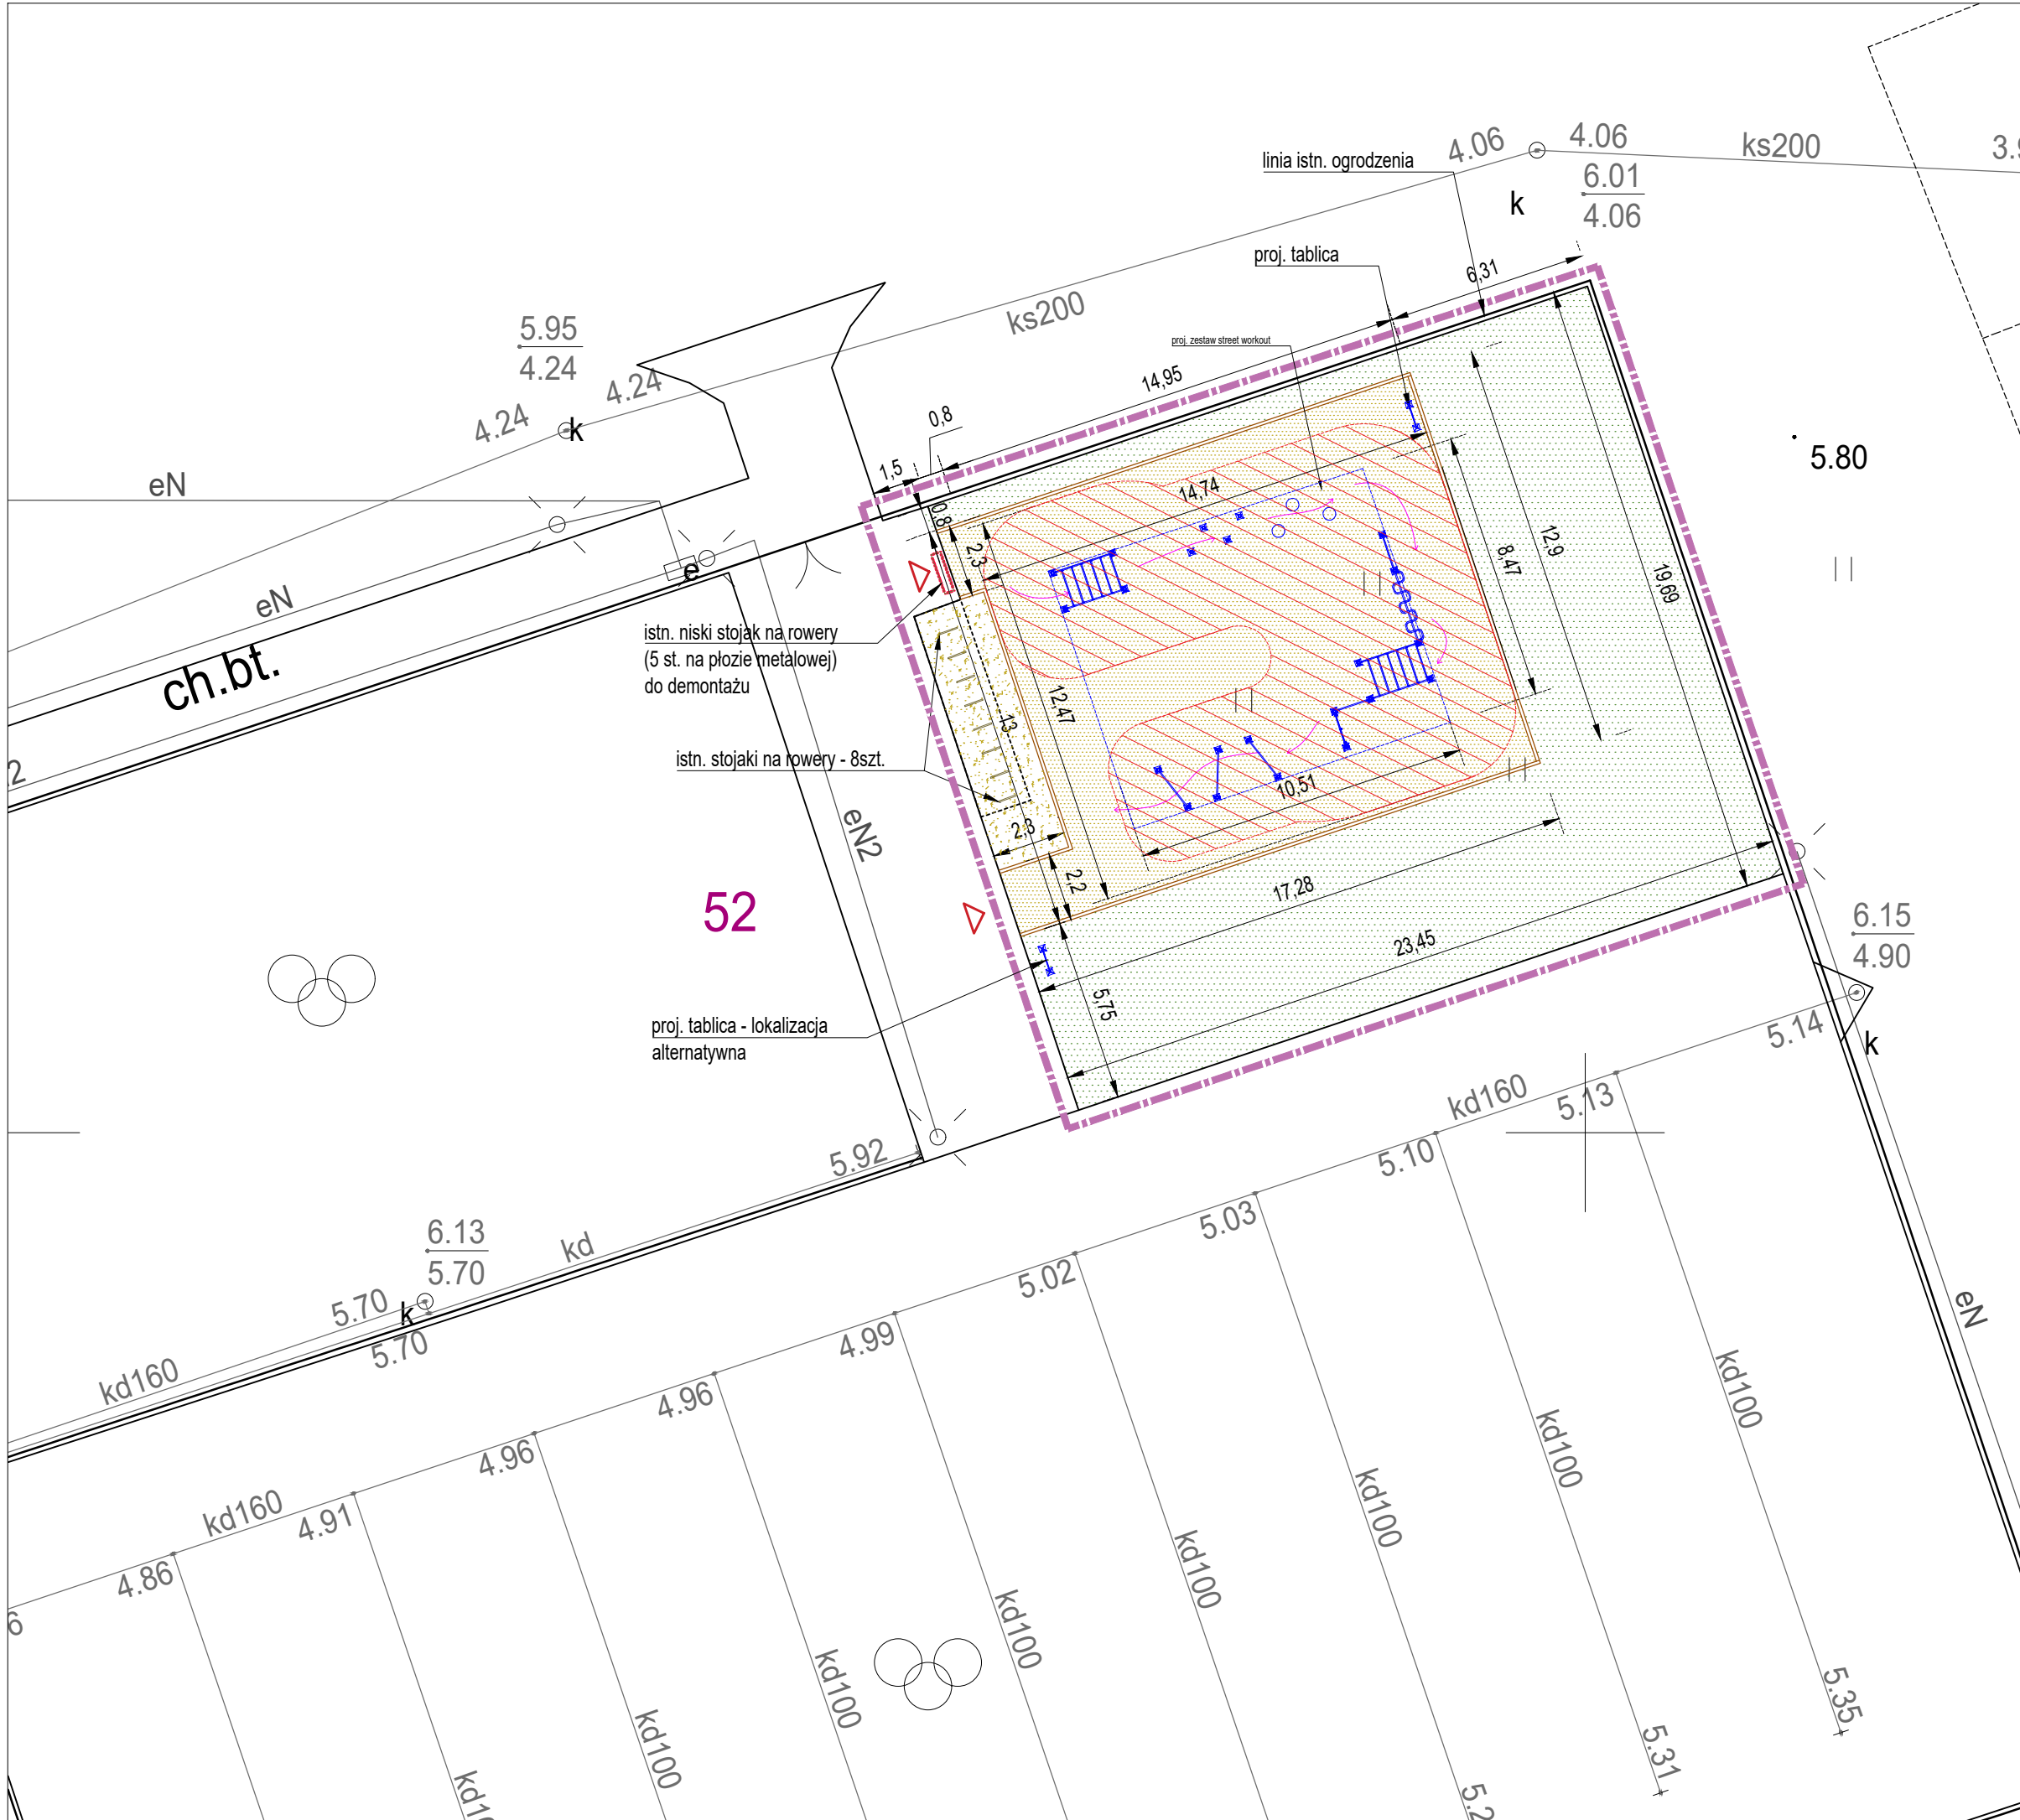 4.06
4.06
ks200
3.9
linia istn. ogrodzenia
6.01
4.06
k
proj. tablica
6,31
ks200
5.95
4.24
proj. zestaw street workout
14,95
4.24
4.24
k
0,8
1,5
5.80
eN
14,74
0,8
2,3
12,9
8,47
19,69
e
eN
istn. niski stojak na rowery
(5 st. na płozie metalowej)
do demontażu
ch.bt.
12,47
13
istn. stojaki na rowery - 8szt.
2
10,51
eN2
2,3
2,2
17,28
52
23,45
6.15
4.90
5,75
proj. tablica - lokalizacja
alternatywna
5.14
k
kd160
5.13
5.92
5.10
6.13
5.70
kd
5.03
5.02
5.70
k
5.70
4.99
eN
kd160
4.96
kd100
4.96
kd100
kd160
4.91
kd100
4.86
kd100
6
kd100
kd100
kd100
5.35
5.31
kd10
5.2